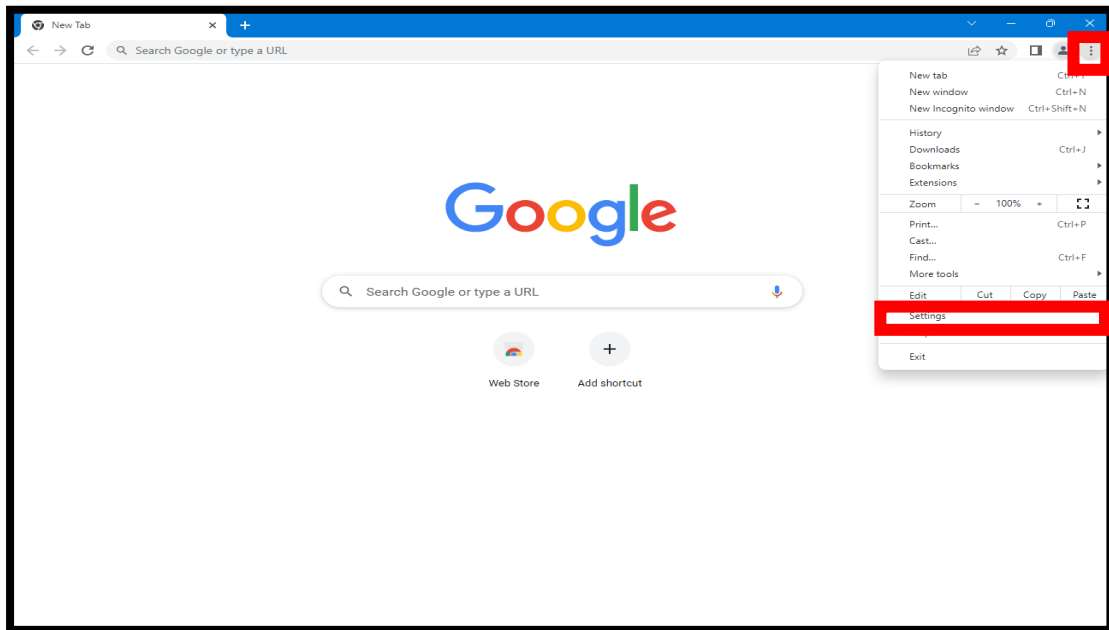 New Tab
Search Google or type a URL
New tab
New window Ctrl+N
New Incognito window Ctrl+Shift+N
History
Downloads Ctrl+J
Bookmarks
Extensions
Zoom - 100% +
Print... Ctrl+P
Cast...
Find... Ctrl+F
More tools
Edit Cut Copy Paste
Settings
Exit
Google
Search Google or type a URL
Web Store Add shortcut